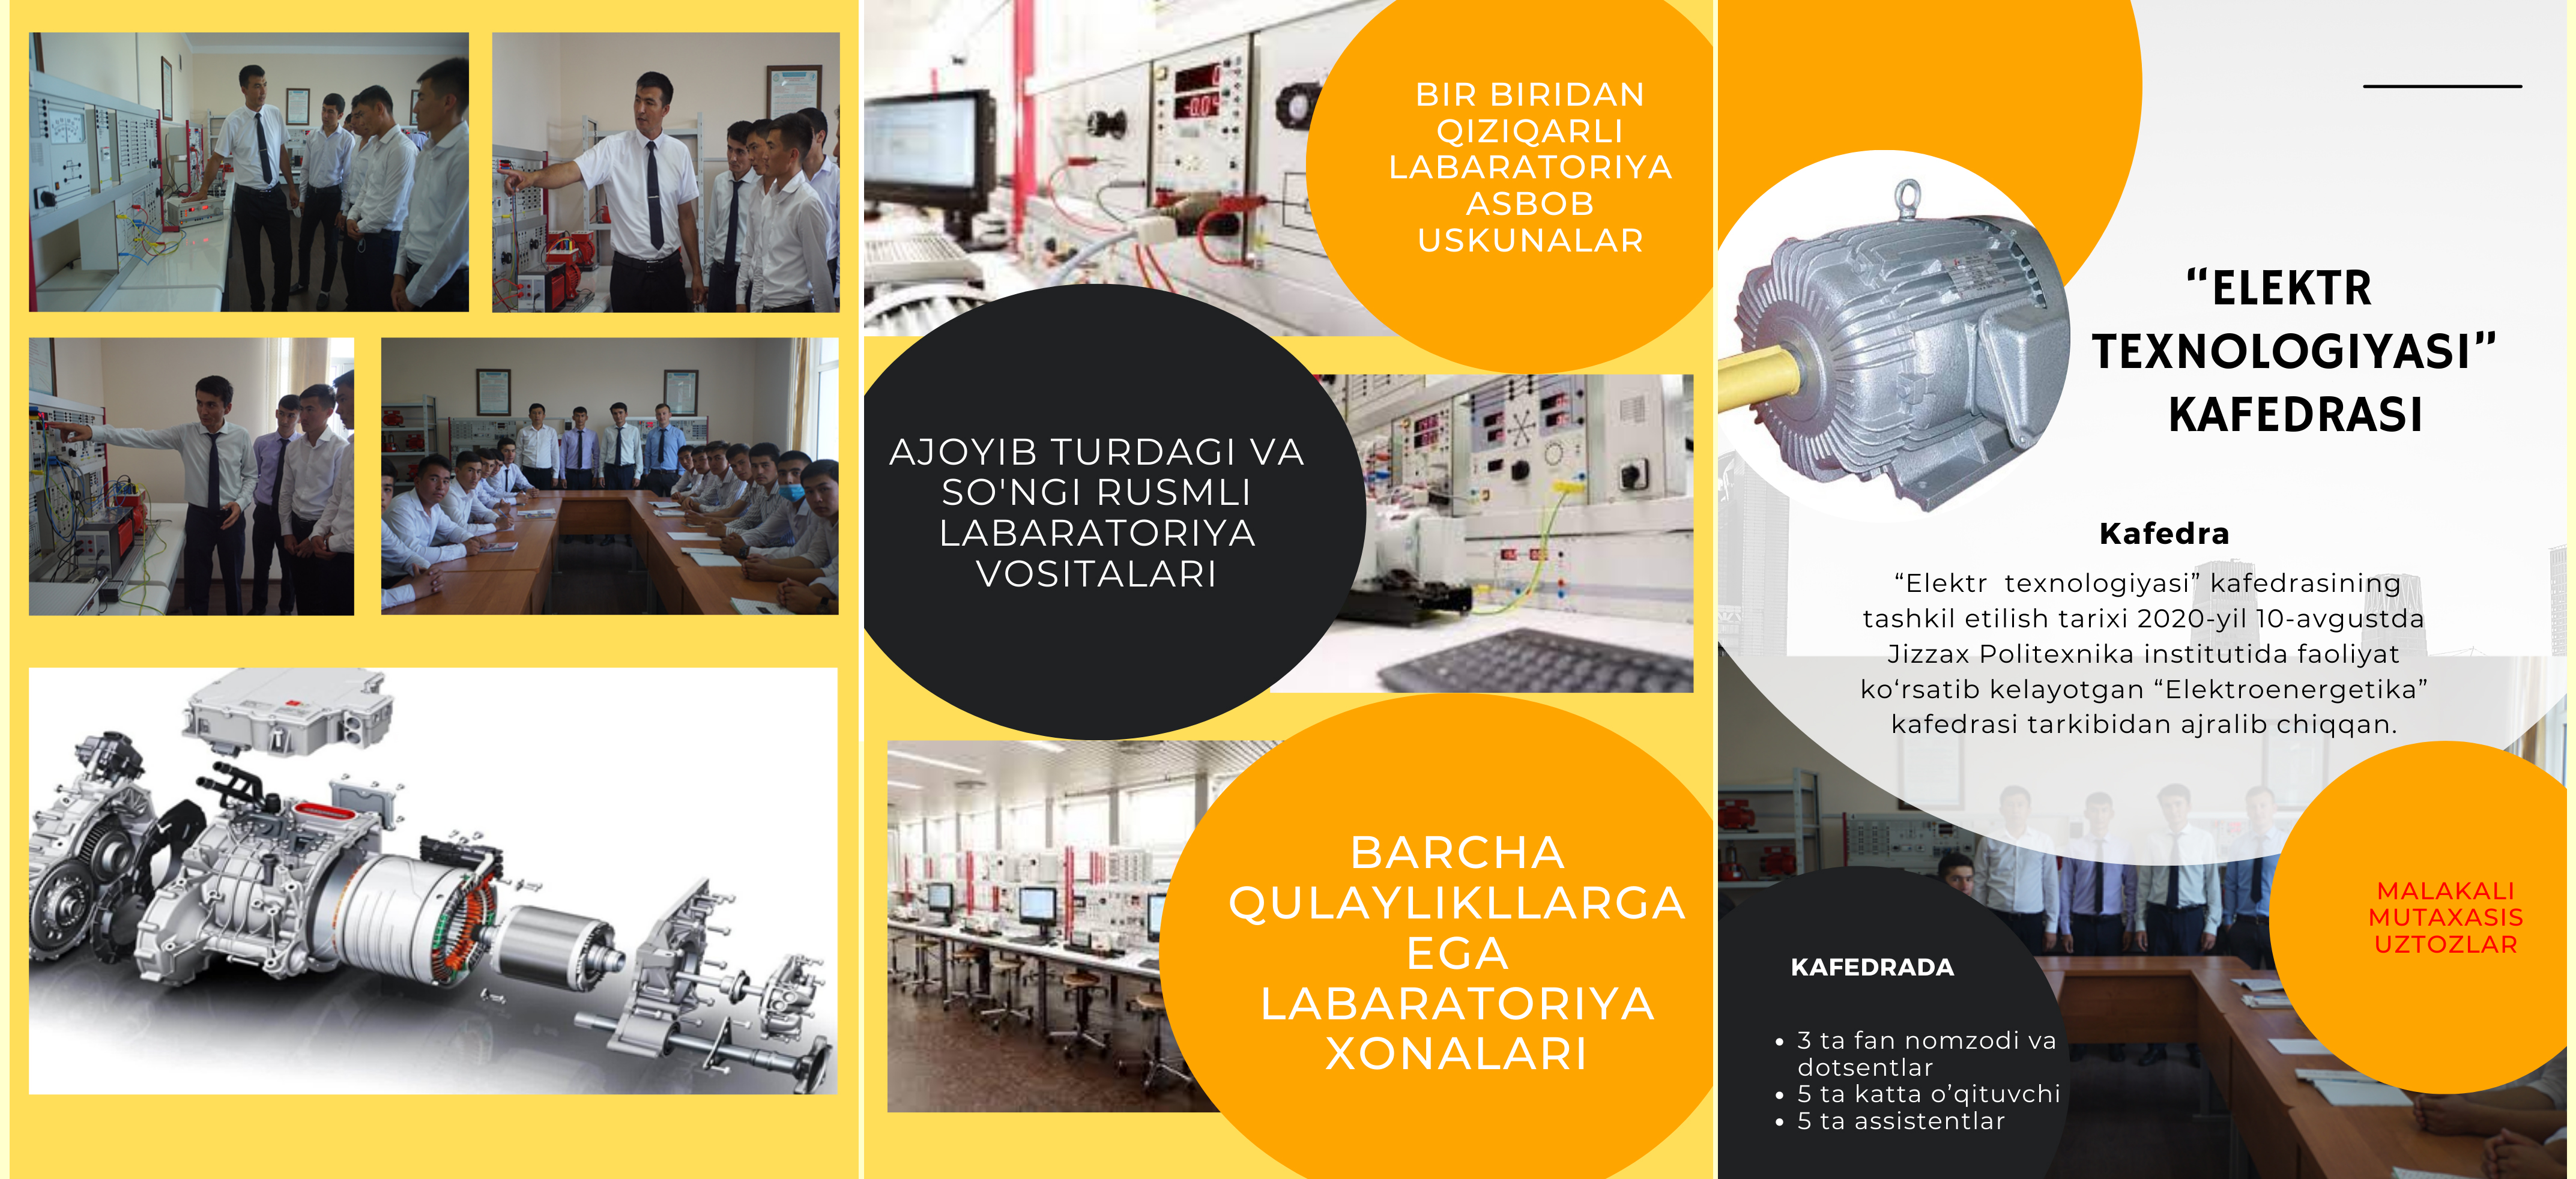 BIR BIRIDAN
QIZIQARLI
LABARATORIYA
ASBOB
USKUNALAR
AJOYIB TURDAGI VA
SO'NGI RUSMLI
LABARATORIYA
VOSITALARI
BARCHA
QULAYLIKLLARGA
EGA
LABARATORIYA
XONALARI
“ELEKTR
TEXNOLOGIYASI”
KAFEDRASI
Kafedra
“Elektr texnologiyasi” kafedrasining
tashkil etilish tarixi 2020-yil 10-avgustda
Jizzax Politexnika institutida faoliyat
ko‘rsatib kelayotgan “Elektroenergetika”
kafedrasi tarkibidan ajralib chiqqan.
MALAKALI
MUTAXASIS
UZTOZLAR
KAFEDRADA
• 3 ta fan nomzodi va
dotsentlar
• 5 ta katta o’qituvchi
• 5 ta assistentlar